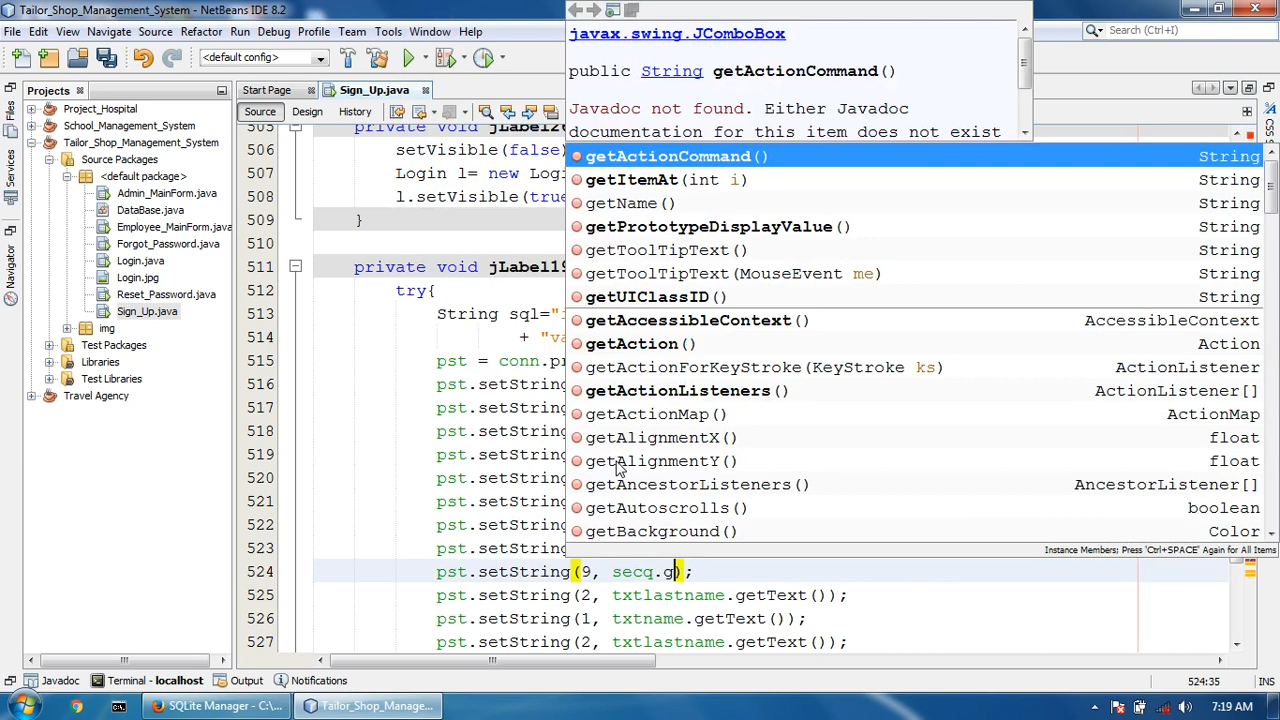 Tailor_Shop_Management_System - NetBeans IDE 8.2
File Edit View Navigate Source Refactor Run Debug Profile Team Tools Window Help
Search (Ctrl+I)
<default config>
Projects
Start Page
Sign_Up.java
Source Design History
Files
Services
Navigator
Project_Hospital
School_Management_System
Tailor_Shop_Management_System
Source Packages
<default package>
Admin_MainForm.java
DataBase.java
Employee_MainForm.java
Forgot_Password.java
Login.java
Login.jpg
Reset_Password.java
Sign_Up.java
img
Test Packages
Libraries
Test Libraries
Travel Agency
javax.swing.JComboBox
public String getActionCommand()
Javadoc not found. Either Javadoc
documentation for this item does not exist
505 private void jLabel2
506 setVisible(false)
507 Login l= new Logi
508 l.setVisible(true
509 }
510
511 private void jLabel19
512 try{
513 String sql="i
514 + "va
515 pst = conn.pr
516 pst.setString
517 pst.setString
518 pst.setString
519 pst.setString
520 pst.setString
521 pst.setString
522 pst.setString
523 pst.setString
524 pst.setString(9, secq.g);
525 pst.setString(2, txtlastname.getText());
526 pst.setString(1, txtname.getText());
527 pst.setString(2, txtlastname.getText());
getActionCommand() String
getItemAt(int i) String
getName() String
getPrototypeDisplayValue() String
getToolTipText() String
getToolTipText(MouseEvent me) String
getUIClassID() String
getAccessibleContext() AccessibleContext
getAction() Action
getActionForKeyStroke(KeyStroke ks) ActionListener
getActionListeners() ActionListener[]
getActionMap() ActionMap
getAlignmentX() float
getAlignmentY() float
getAncestorListeners() AncestorListener[]
getAutoscrolls() boolean
getBackground() Color
Instance Members; Press 'Ctrl+SPACE' Again for All Items
Javadoc Terminal - localhost Output Notifications
524:35 INS
SQLite Manager - C:\...
Tailor_Shop_Manage...
7:19 AM